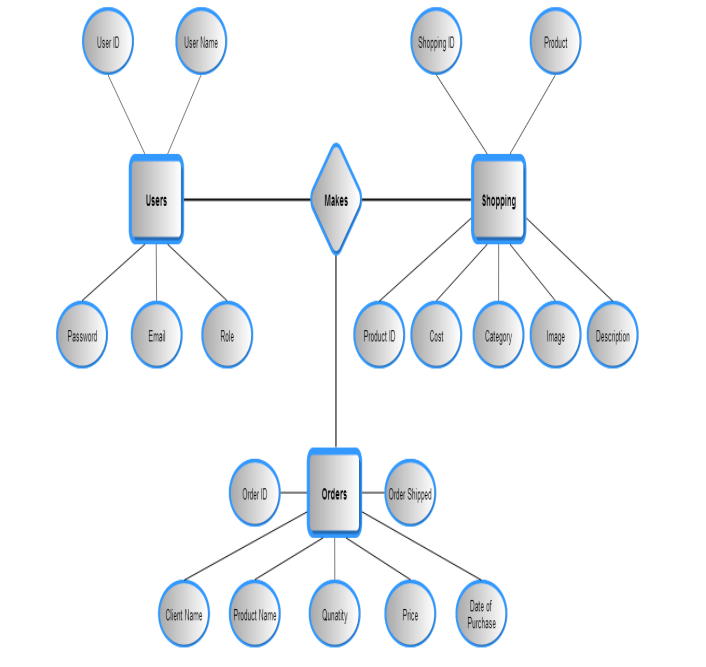 User ID
User Name
Shopping ID
Product
Users
Makes
Shopping
Password
Email
Role
Product ID
Cost
Category
Image
Description
Order ID
Orders
Order Shipped
Client Name
Product Name
Qunatity
Price
Date of
Purchase